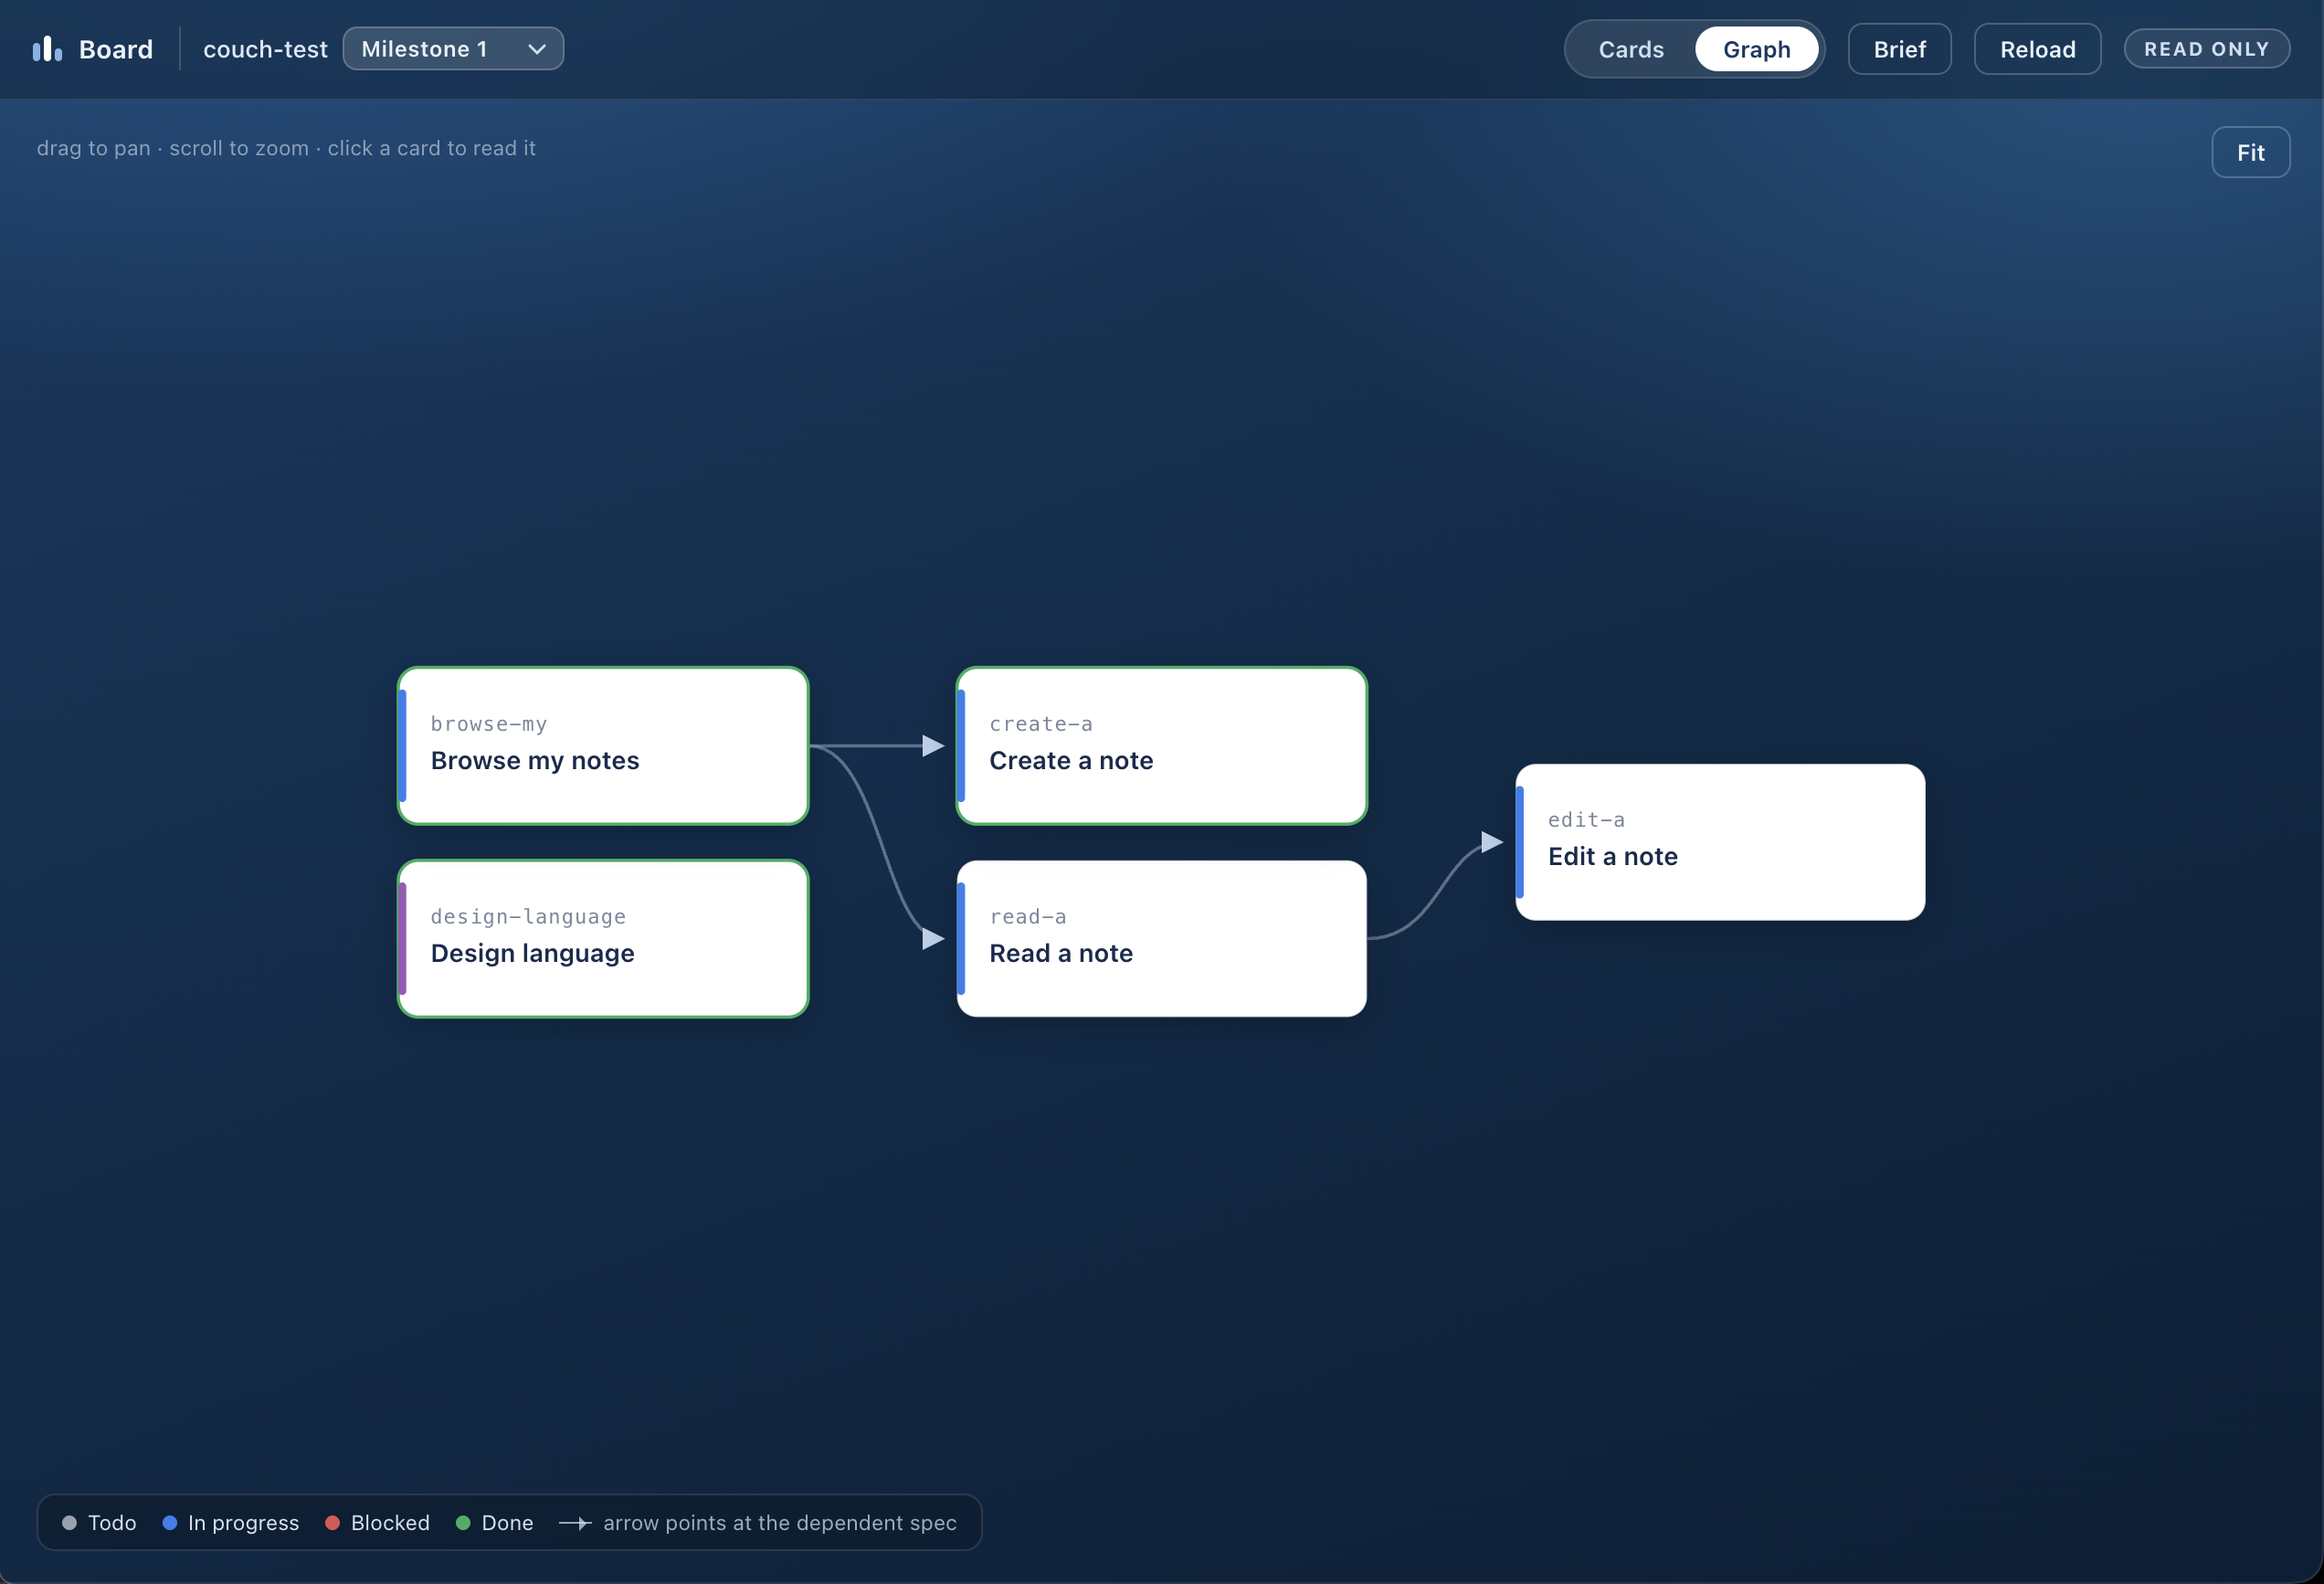 Board
couch-test
Milestone 1
Cards
Graph
Brief
Reload
READ ONLY
drag to pan · scroll to zoom · click a card to read it
Fit
browse-my
Browse my notes
create-a
Create a note
edit-a
Edit a note
design-language
Design language
read-a
Read a note
Todo
In progress
Blocked
Done
arrow points at the dependent spec